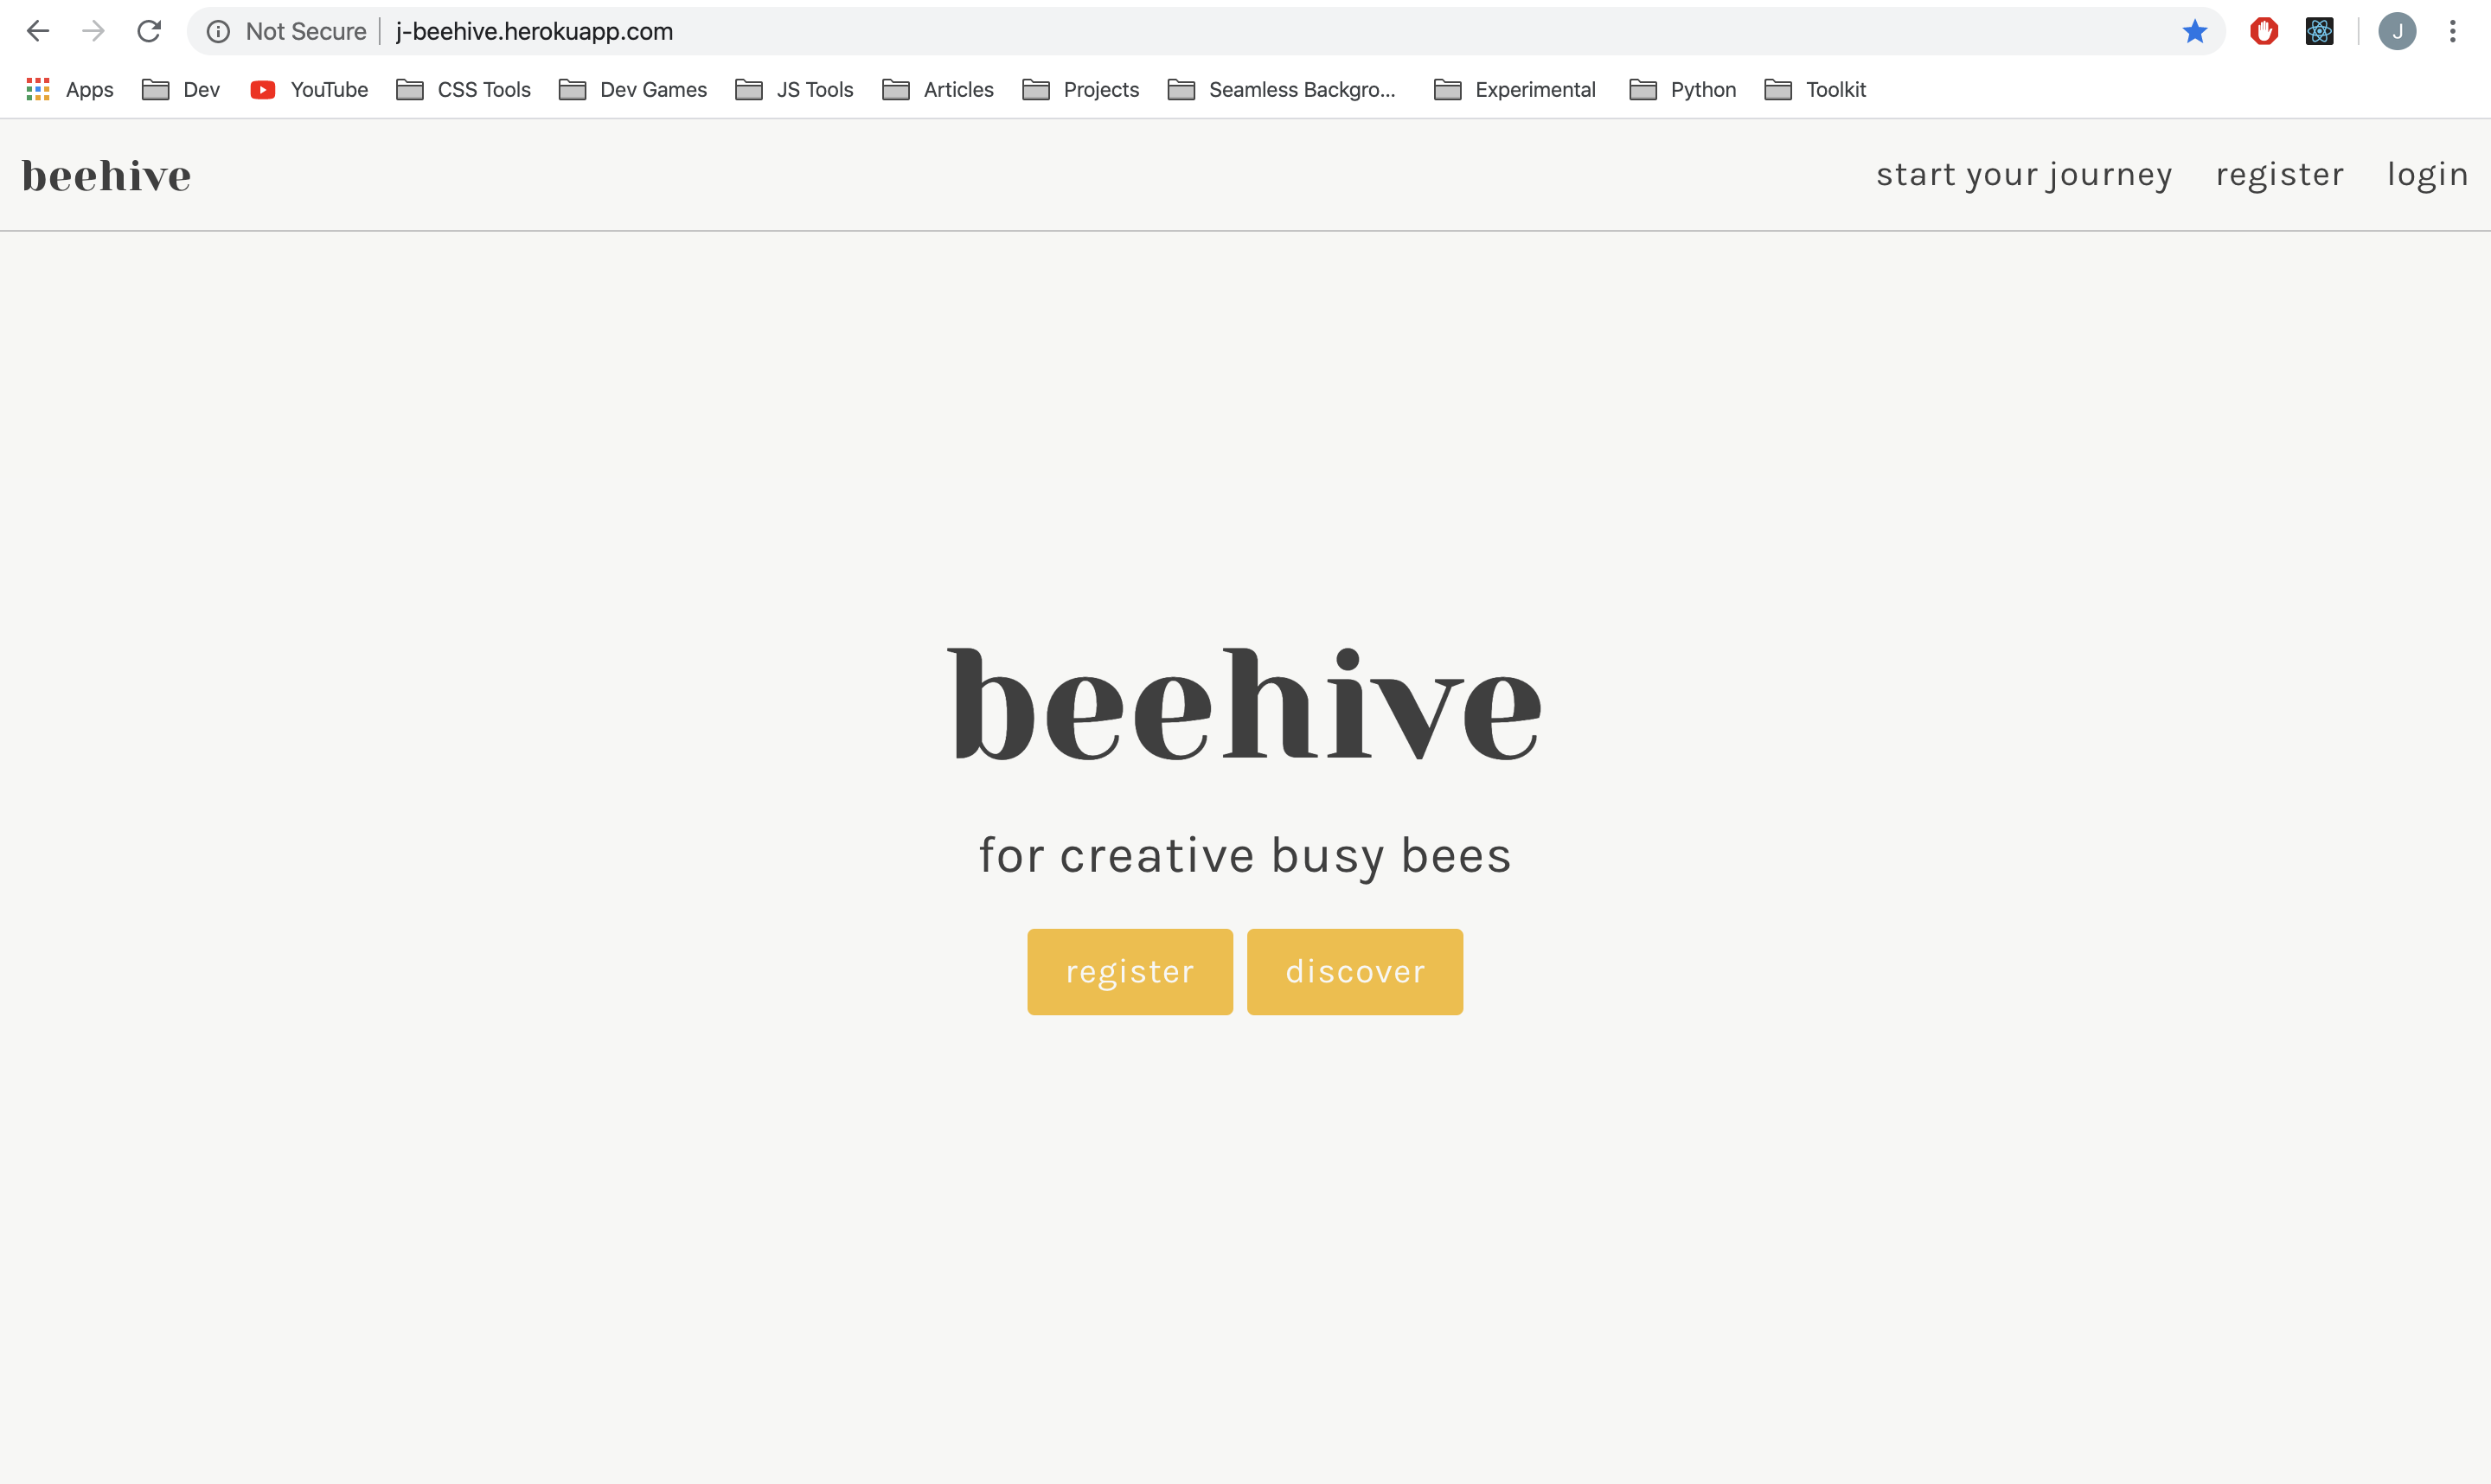 Not Secure | j-beehive.herokuapp.com J
Apps Dev YouTube CSS Tools Dev Games JS Tools Articles Projects Seamless Backgro... Experimental Python Toolkit
beehive start your journey register login
beehive
for creative busy bees
register discover